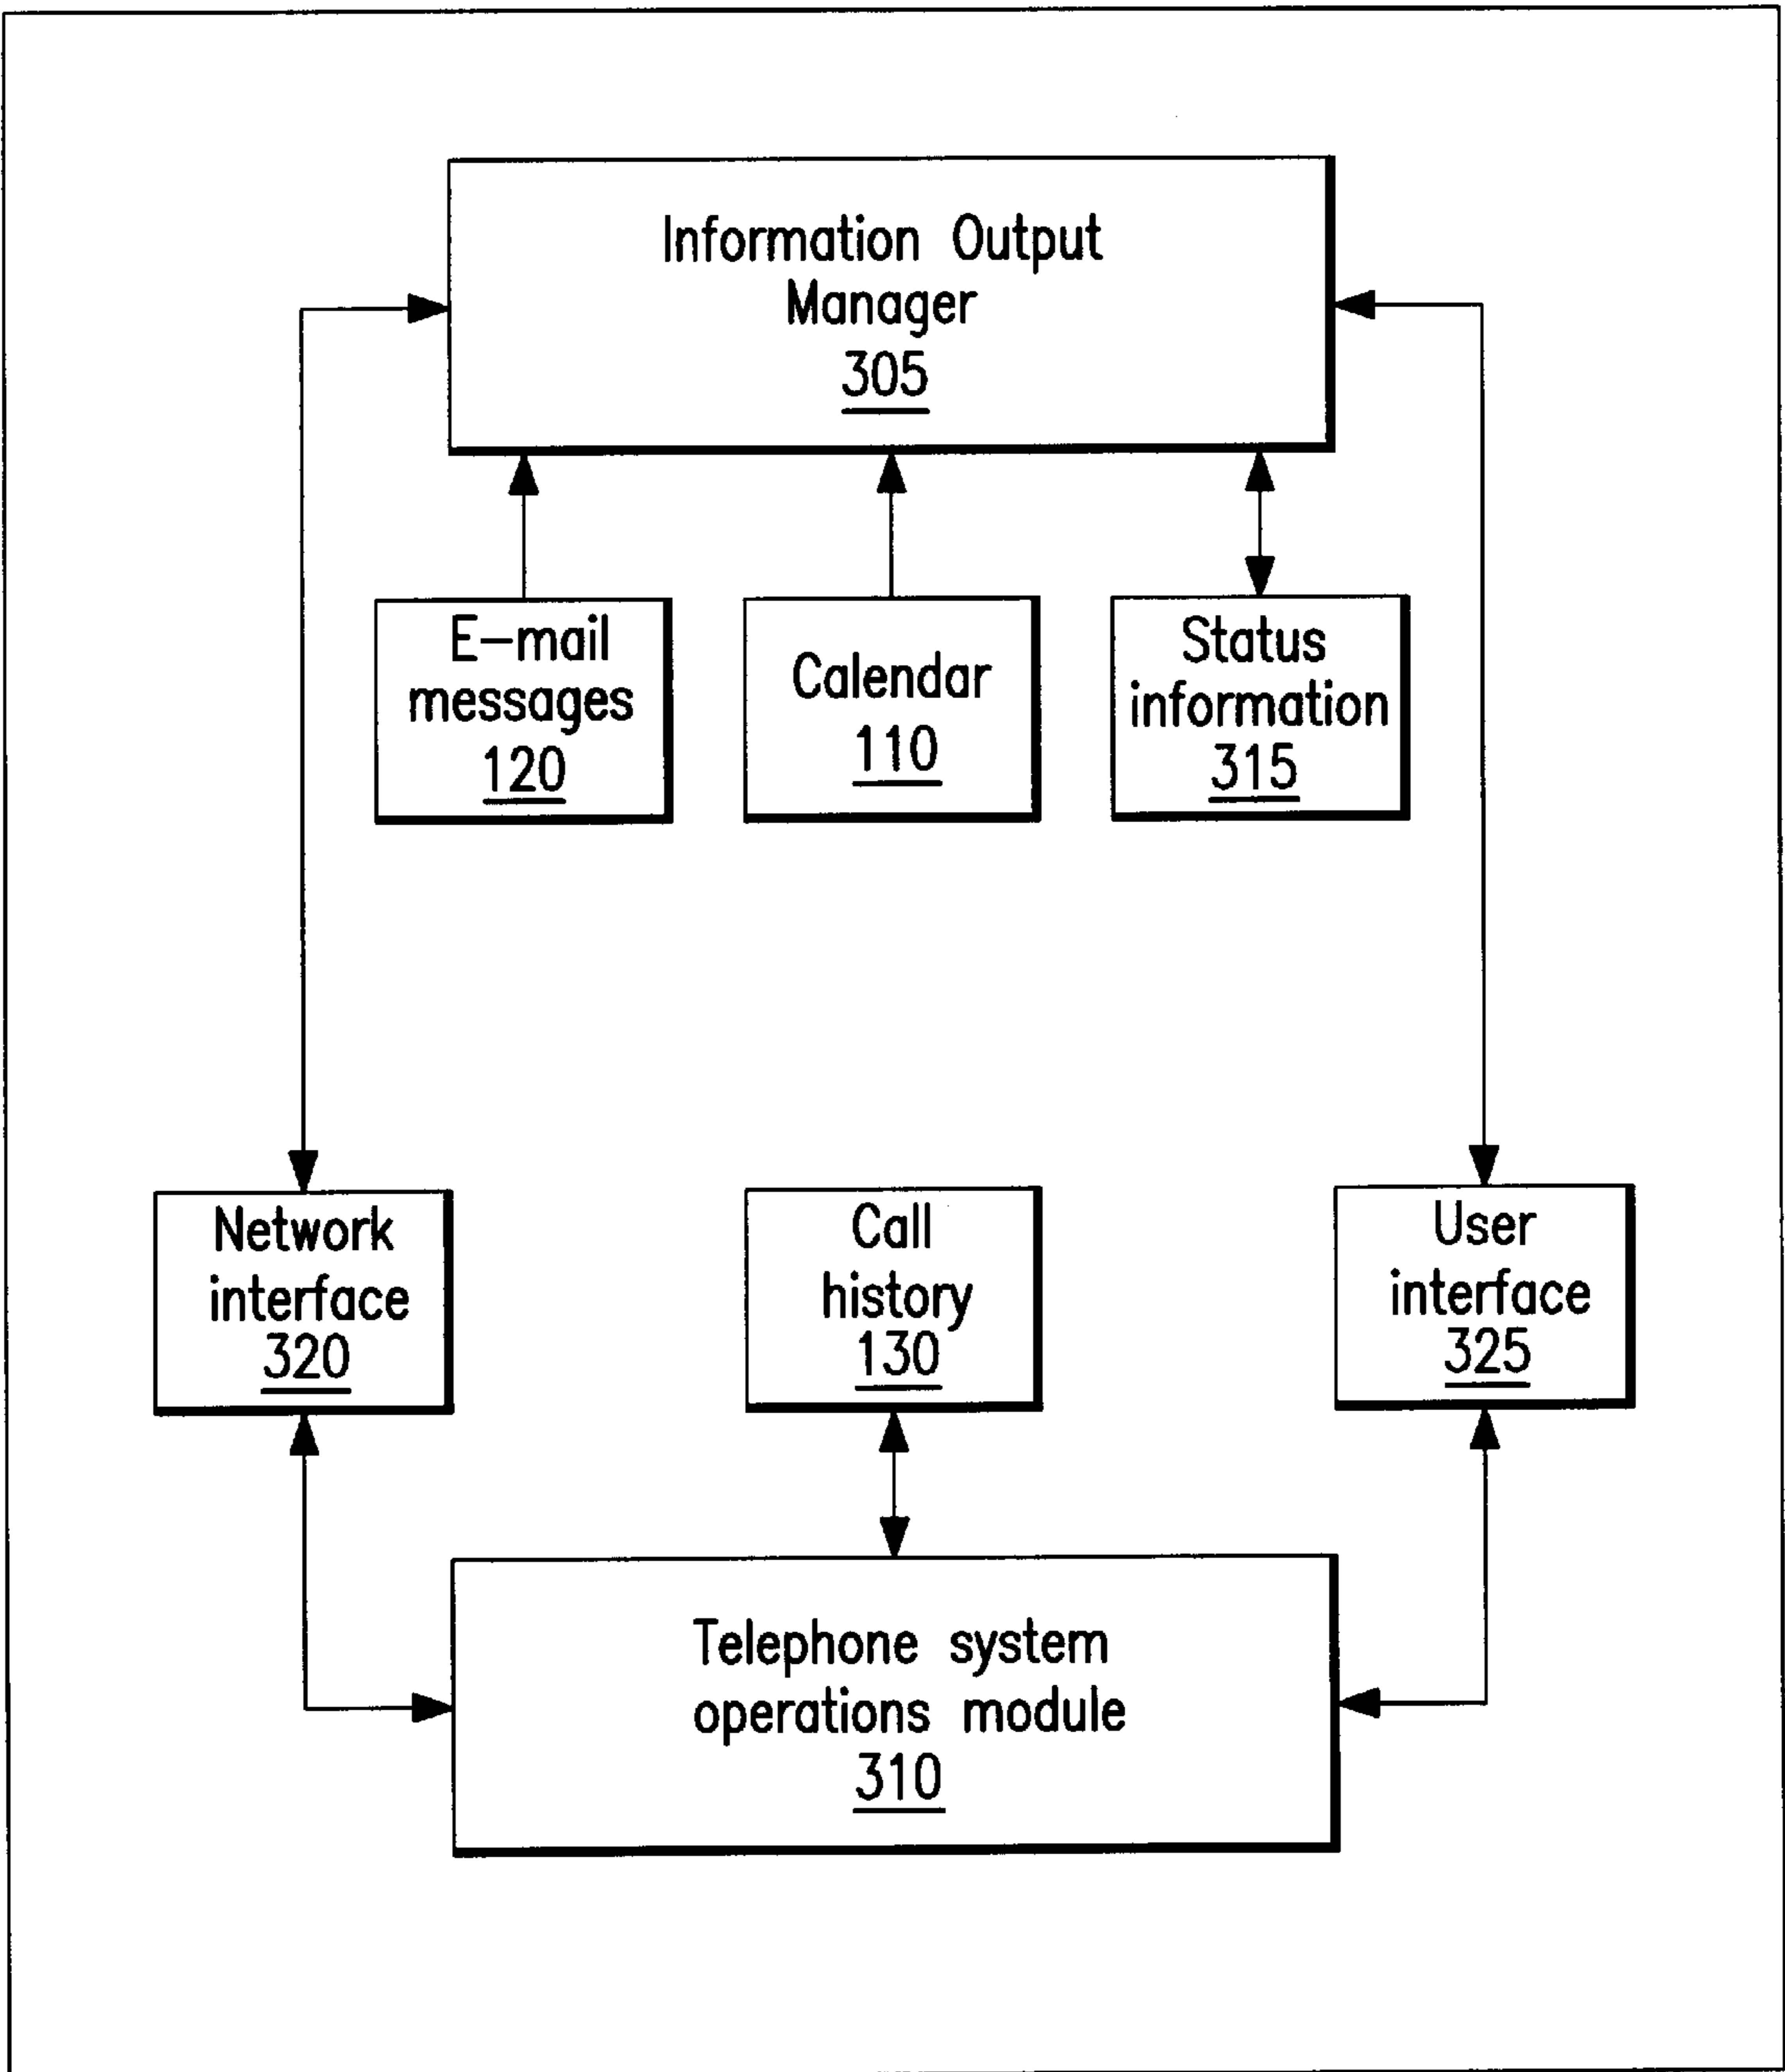 Information Output
Manager
305
E-mail
messages
120
Calendar
110
Status
information
315
Network
interface
320
Call
history
130
User
interface
325
Telephone system
operations module
310